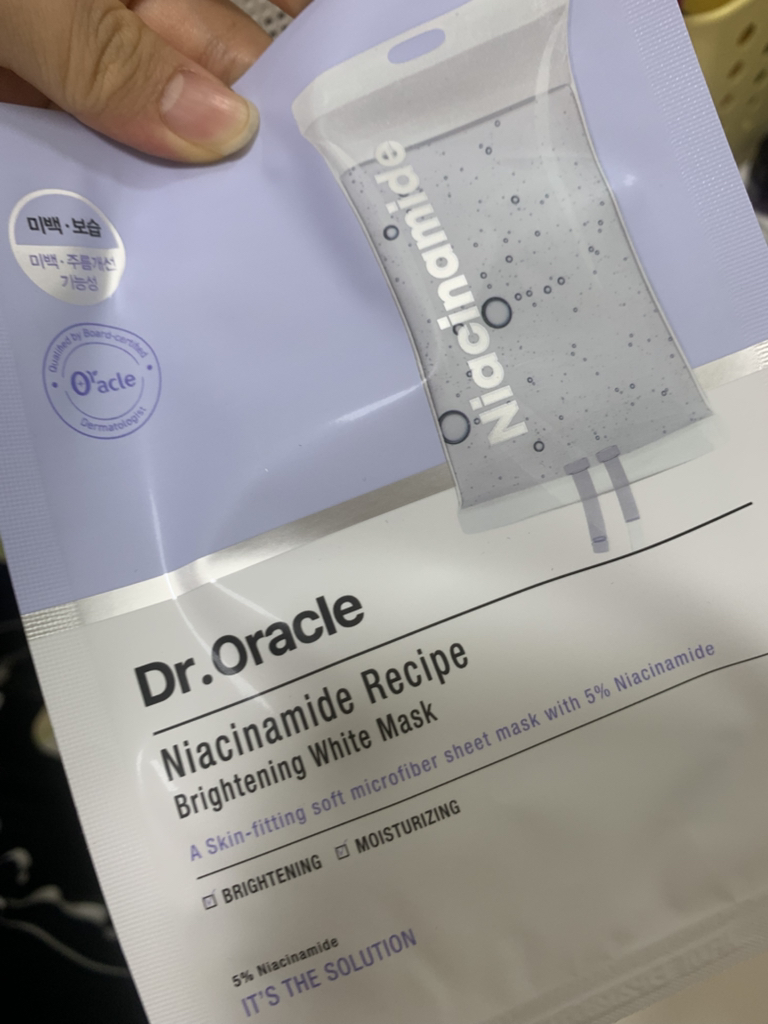 Niacinamide
미백·보습
미백·주름개선
기능성
Qualified by Board-certified
Dr.Oracle
Dermatologist
Dr.Oracle
Niacinamide Recipe
Brightening White Mask
A Skin-fitting soft microfiber sheet mask with 5% Niacinamide
BRIGHTENING MOISTURIZING
5% Niacinamide
IT'S THE SOLUTION